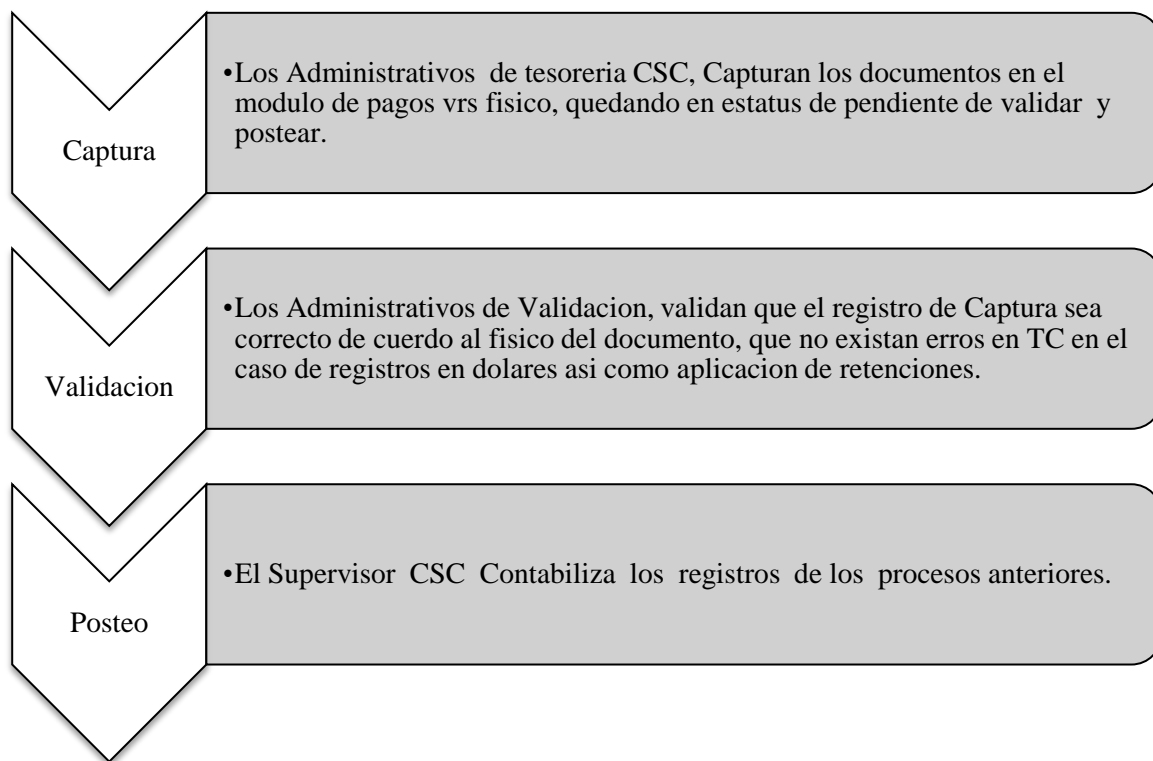 Captura
•Los Administrativos de tesoreria CSC, Capturan los documentos en el
modulo de pagos vrs fisico, quedando en estatus de pendiente de validar y
postear.
Validacion
•Los Administrativos de Validacion, validan que el registro de Captura sea
correcto de cuerdo al fisico del documento, que no existan erros en TC en el
caso de registros en dolares asi como aplicacion de retenciones.
Posteo
•El Supervisor CSC Contabiliza los registros de los procesos anteriores.